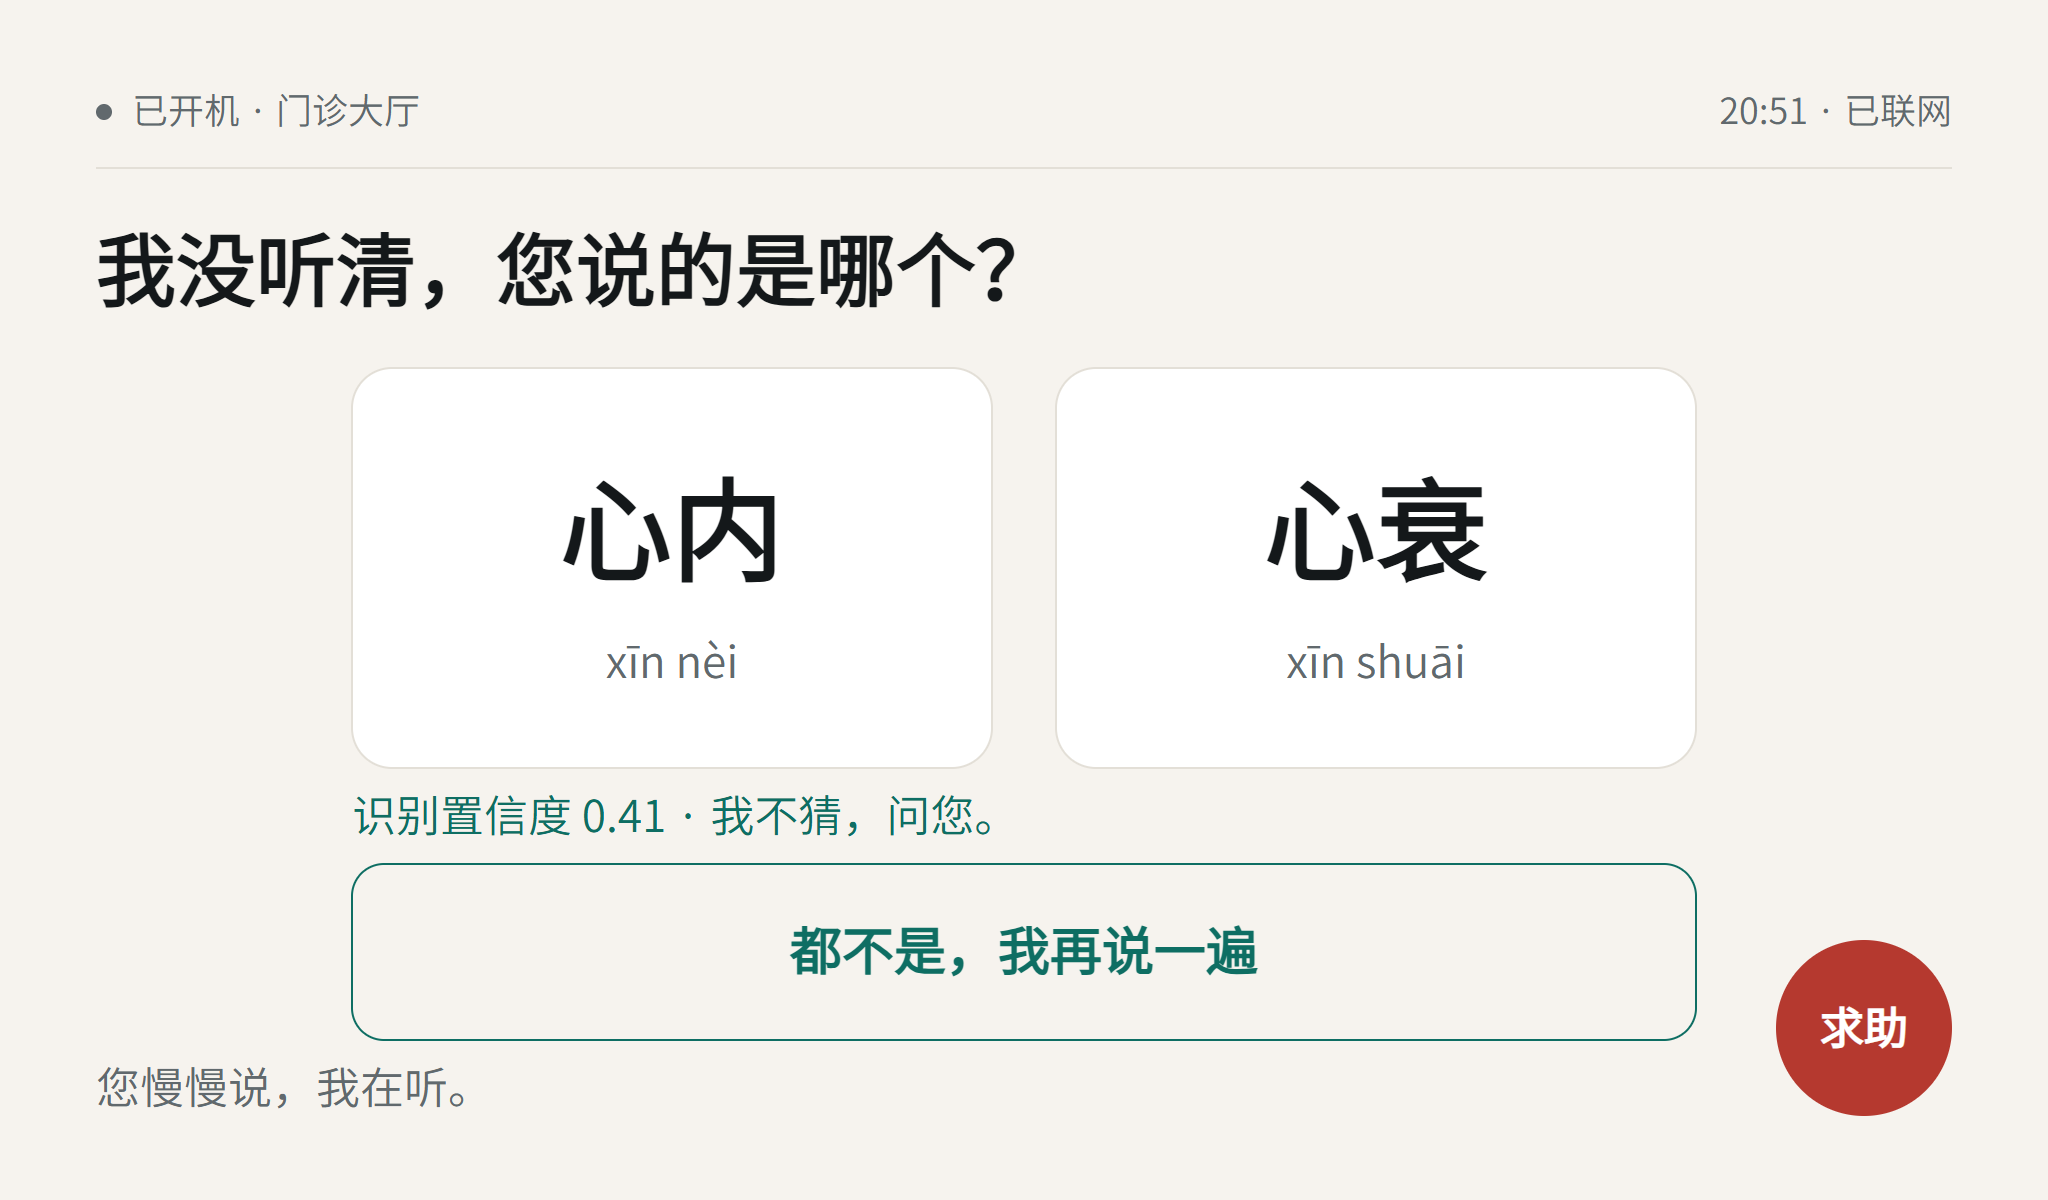 已开机 · 门诊大厅
20:51 · 已联网
我没听清，您说的是哪个？
心内
心衰
xīn nèi
xīn shuāi
识别置信度 0.41 · 我不猜，问您。
都不是，我再说一遍
求助
您慢慢说，我在听。